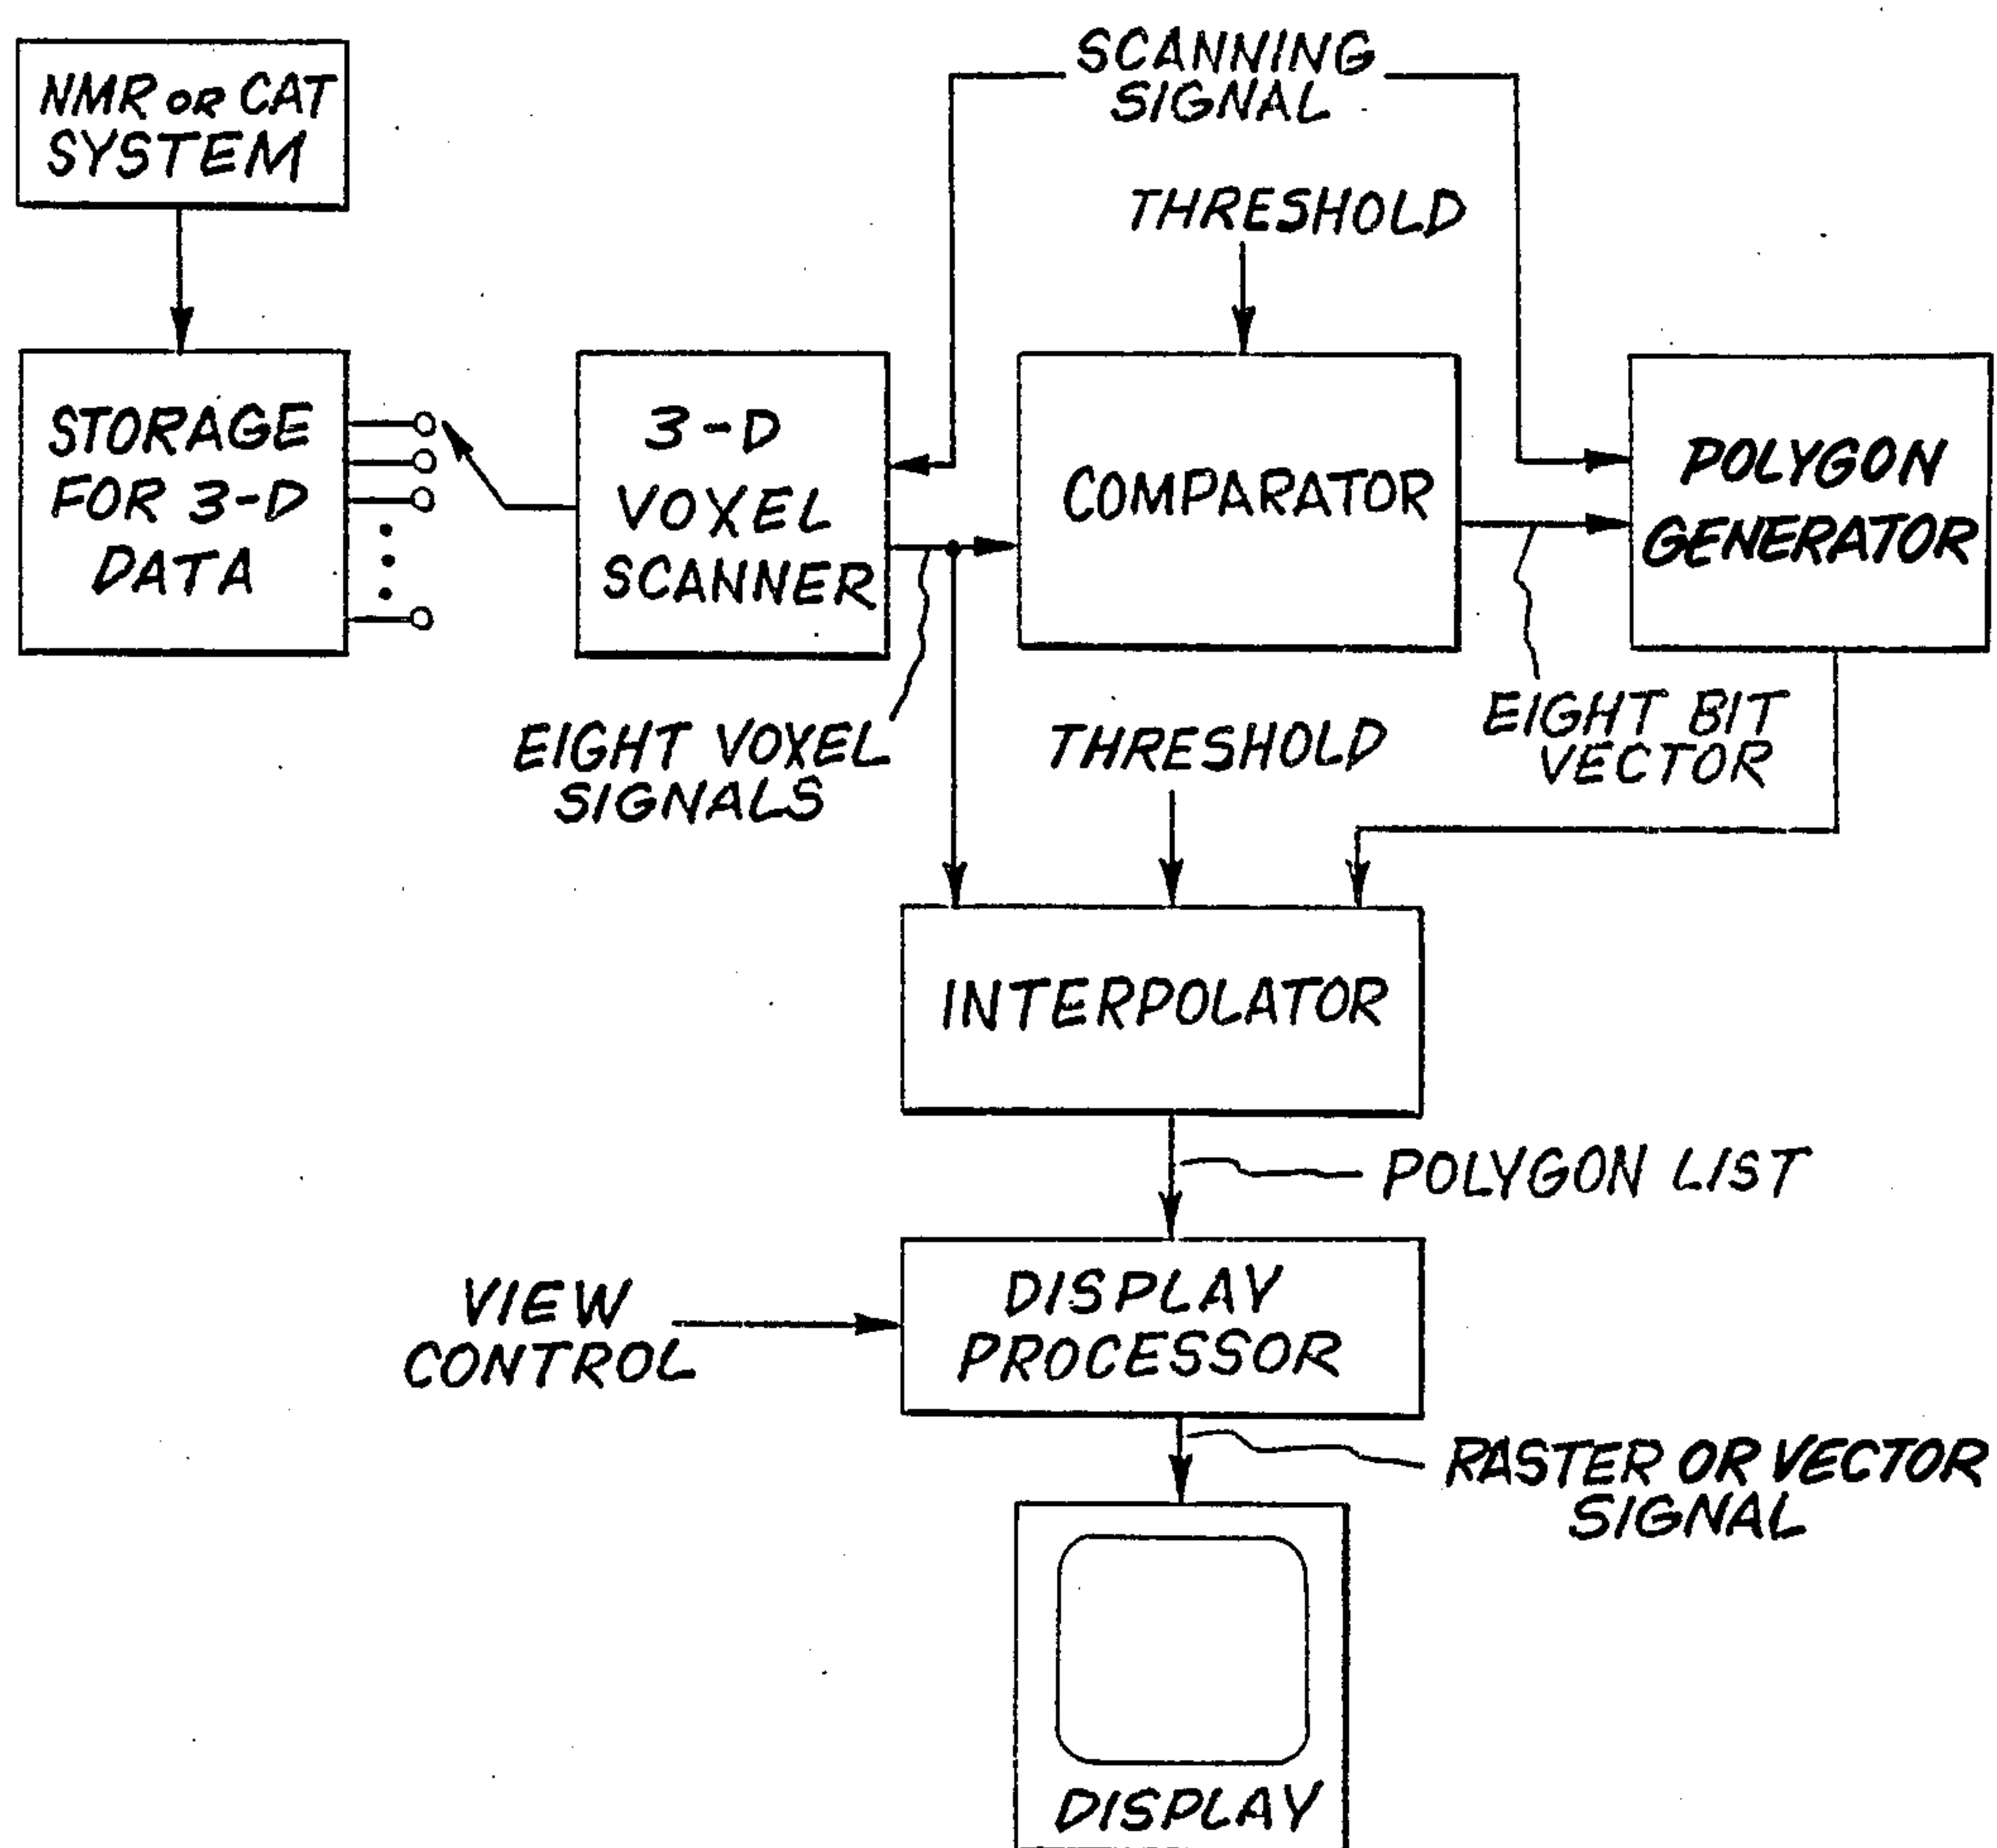 NMR OR CAT
SYSTEM
SCANNING
SIGNAL
THRESHOLD
STORAGE
FOR 3-D
DATA
3-D
VOXEL
SCANNER
COMPARATOR
POLYGON
GENERATOR
EIGHT VOXEL
SIGNALS
THRESHOLD
EIGHT BIT
VECTOR
INTERPOLATOR
POLYGON LIST
VIEW
CONTROL
DISPLAY
PROCESSOR
RASTER OR VECTOR
SIGNAL
DISPLAY